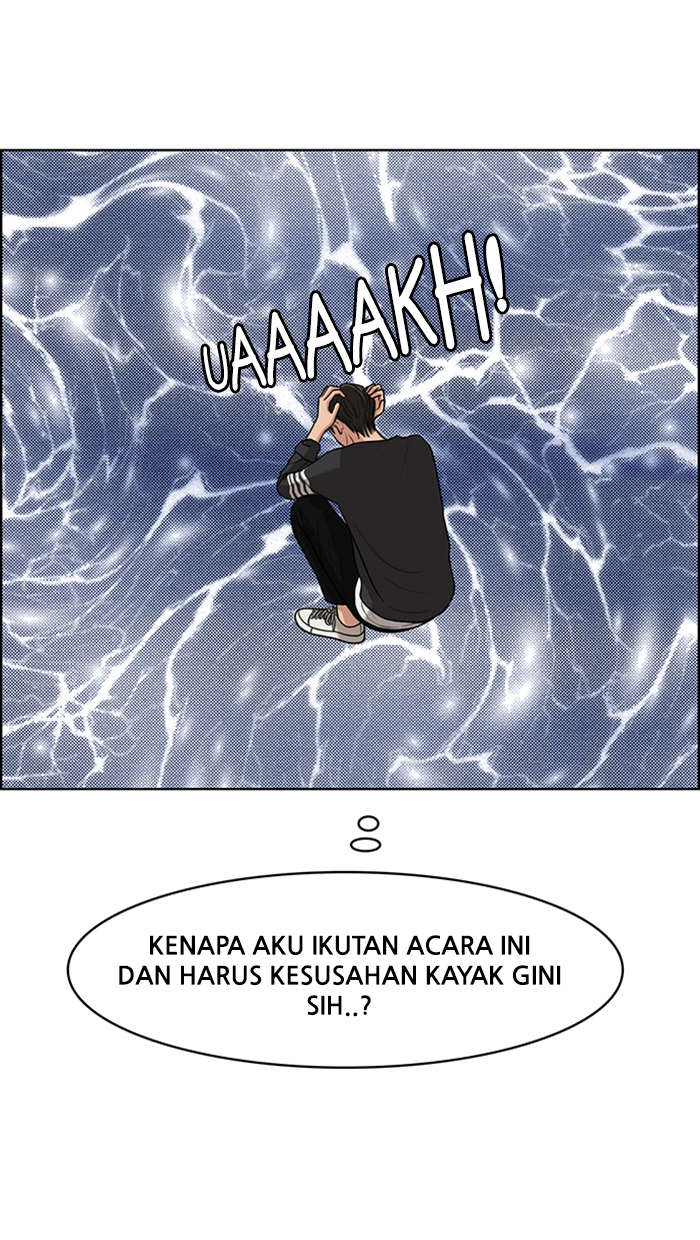 UAAAAKH!
KENAPA AKU IKUTAN ACARA INI
DAN HARUS KESUSAHAN KAYAK GINI
SIH..?